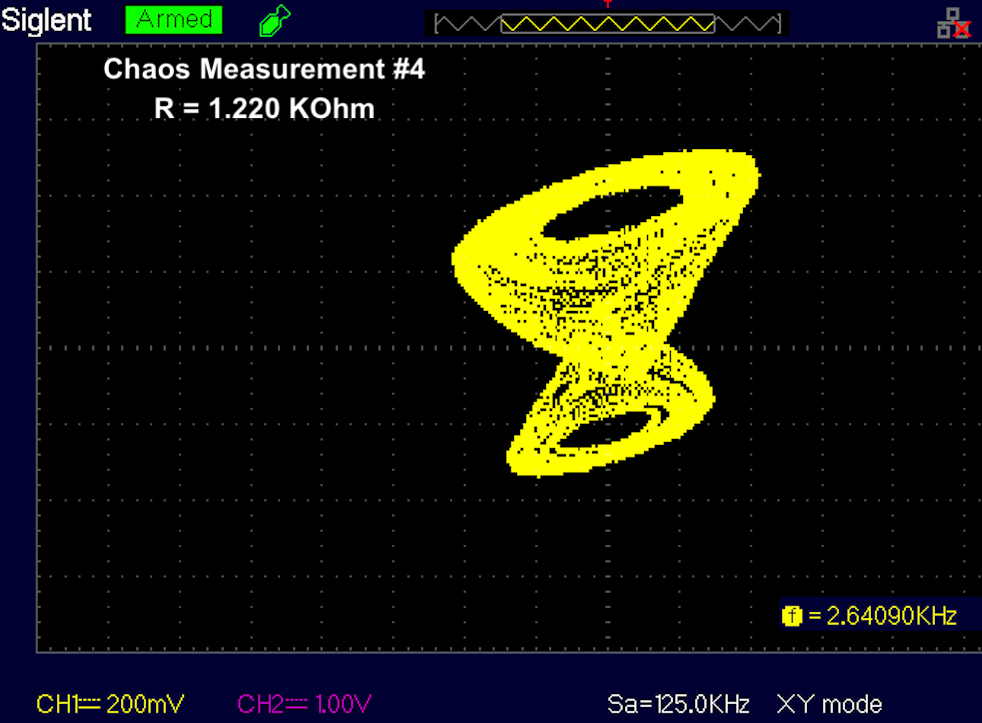 Siglent Armed
Chaos Measurement #4
R = 1.220 KOhm
f = 2.64090KHz
CH1 200mV CH2 1.00V Sa=125.0KHz XY mode